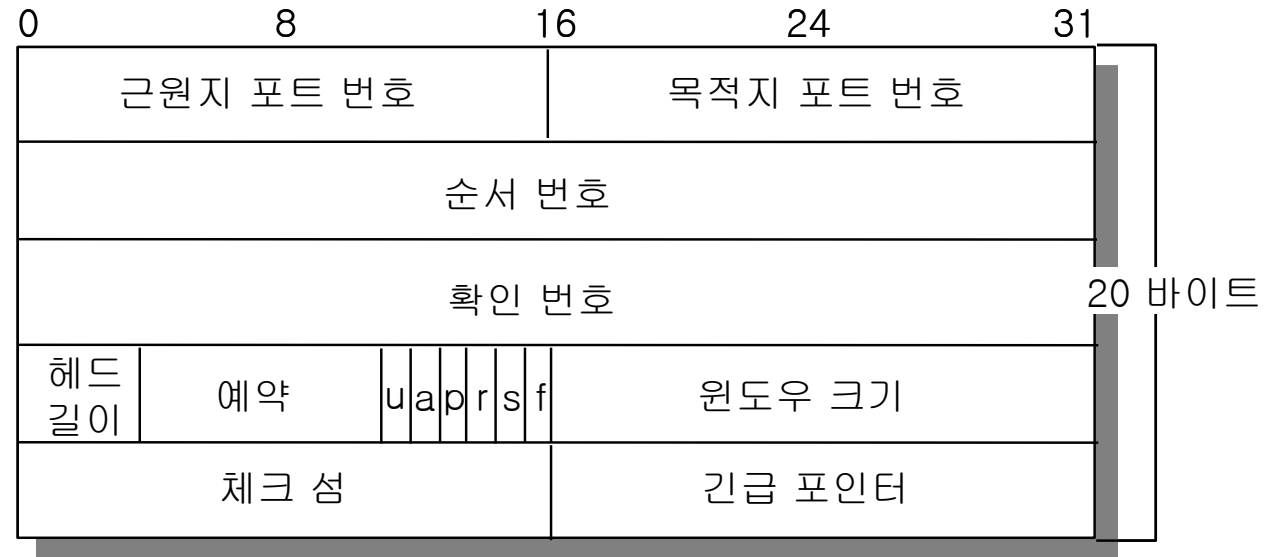 0 8 16 24 31
근원지 포트 번호 목적지 포트 번호
순서 번호
확인 번호
20 바이트
헤드
길이 예약 u a p r s f 윈도우 크기
체크 섬 긴급 포인터